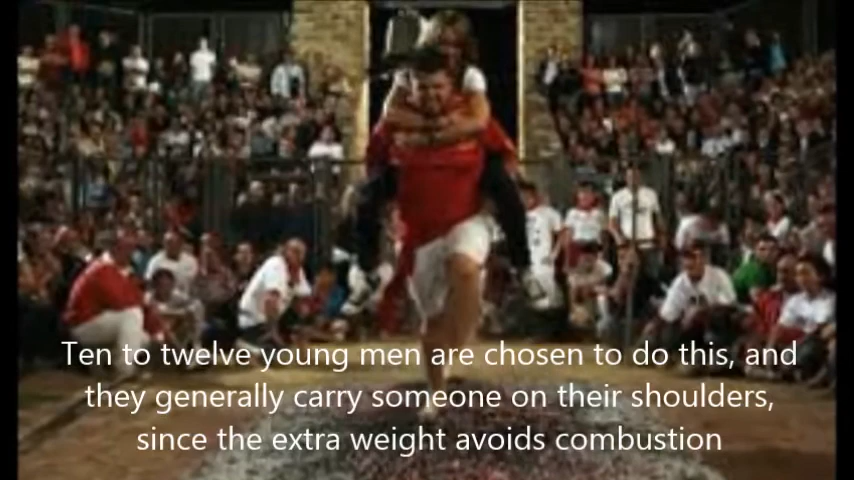 Ten to twelve young men are chosen to do this, and
they generally carry someone on their shoulders,
since the extra weight avoids combustion